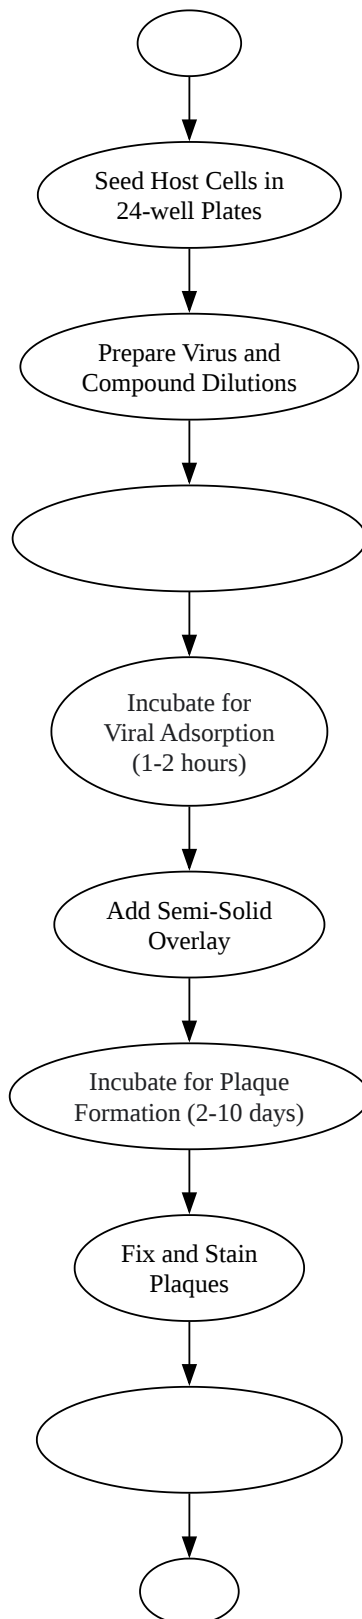 Seed Host Cells in
24-well Plates
Prepare Virus and
Compound Dilutions
Incubate for
Viral Adsorption
(1-2 hours)
Add Semi-Solid
Overlay
Incubate for Plaque
Formation (2-10 days)
Fix and Stain
Plaques